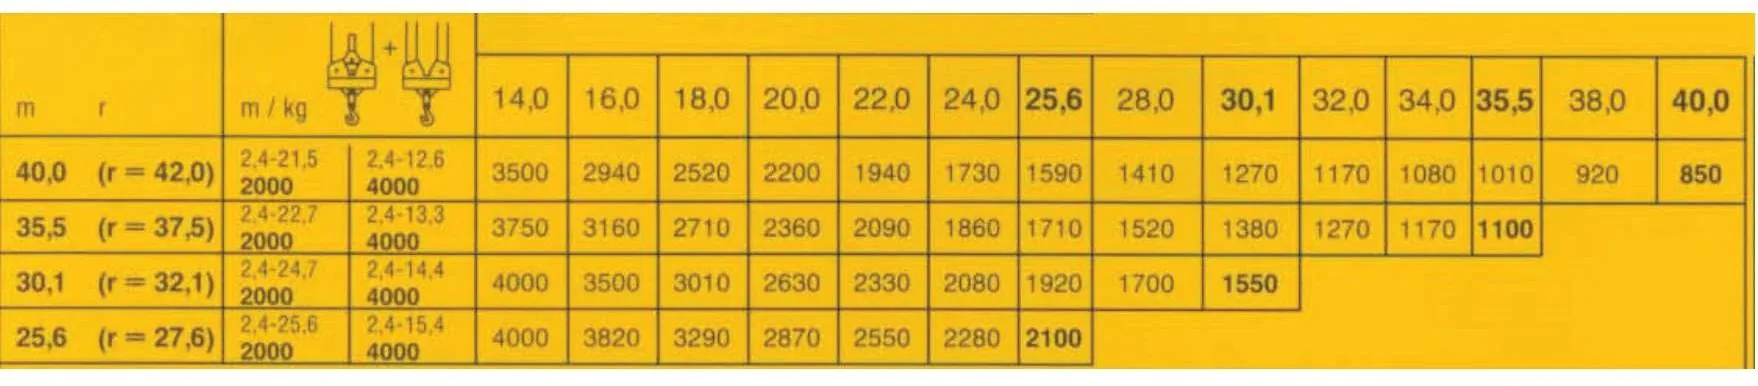 +
m r m / kg 14,0 16,0 18,0 20,0 22,0 24,0 25,6 28,0 30,1 32,0 34,0 35,5 38,0 40,0
40,0 (r = 42,0) 2,4-21,5 2000 2,4-12,6 4000 3500 2940 2520 2200 1940 1730 1590 1410 1270 1170 1080 1010 920 850
35,5 (r = 37,5) 2,4-22,7 2000 2,4-13,3 4000 3750 3160 2710 2360 2090 1860 1710 1520 1380 1270 1170 1100
30,1 (r = 32,1) 2,4-24,7 2000 2,4-14,4 4000 4000 3500 3010 2630 2330 2080 1920 1700 1550
25,6 (r = 27,6) 2,4-25,6 2000 2,4-15,4 4000 4000 3820 3290 2870 2550 2280 2100